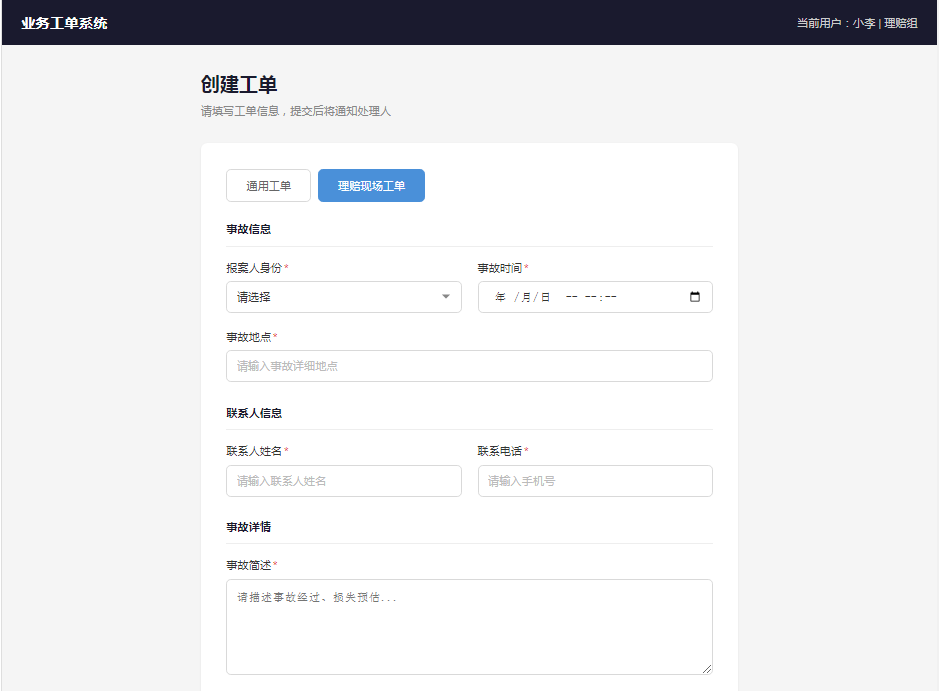 业务工单系统
当前用户：小李 | 理赔组
创建工单
请填写工单信息，提交后将通知处理人
通用工单
理赔现场工单
事故信息
报案人身份*
事故时间*
请选择
年 /月/日 -- --:--
事故地点*
请输入事故详细地点
联系人信息
联系人姓名*
联系电话*
请输入联系人姓名
请输入手机号
事故详情
事故简述*
请描述事故经过、损失预估...